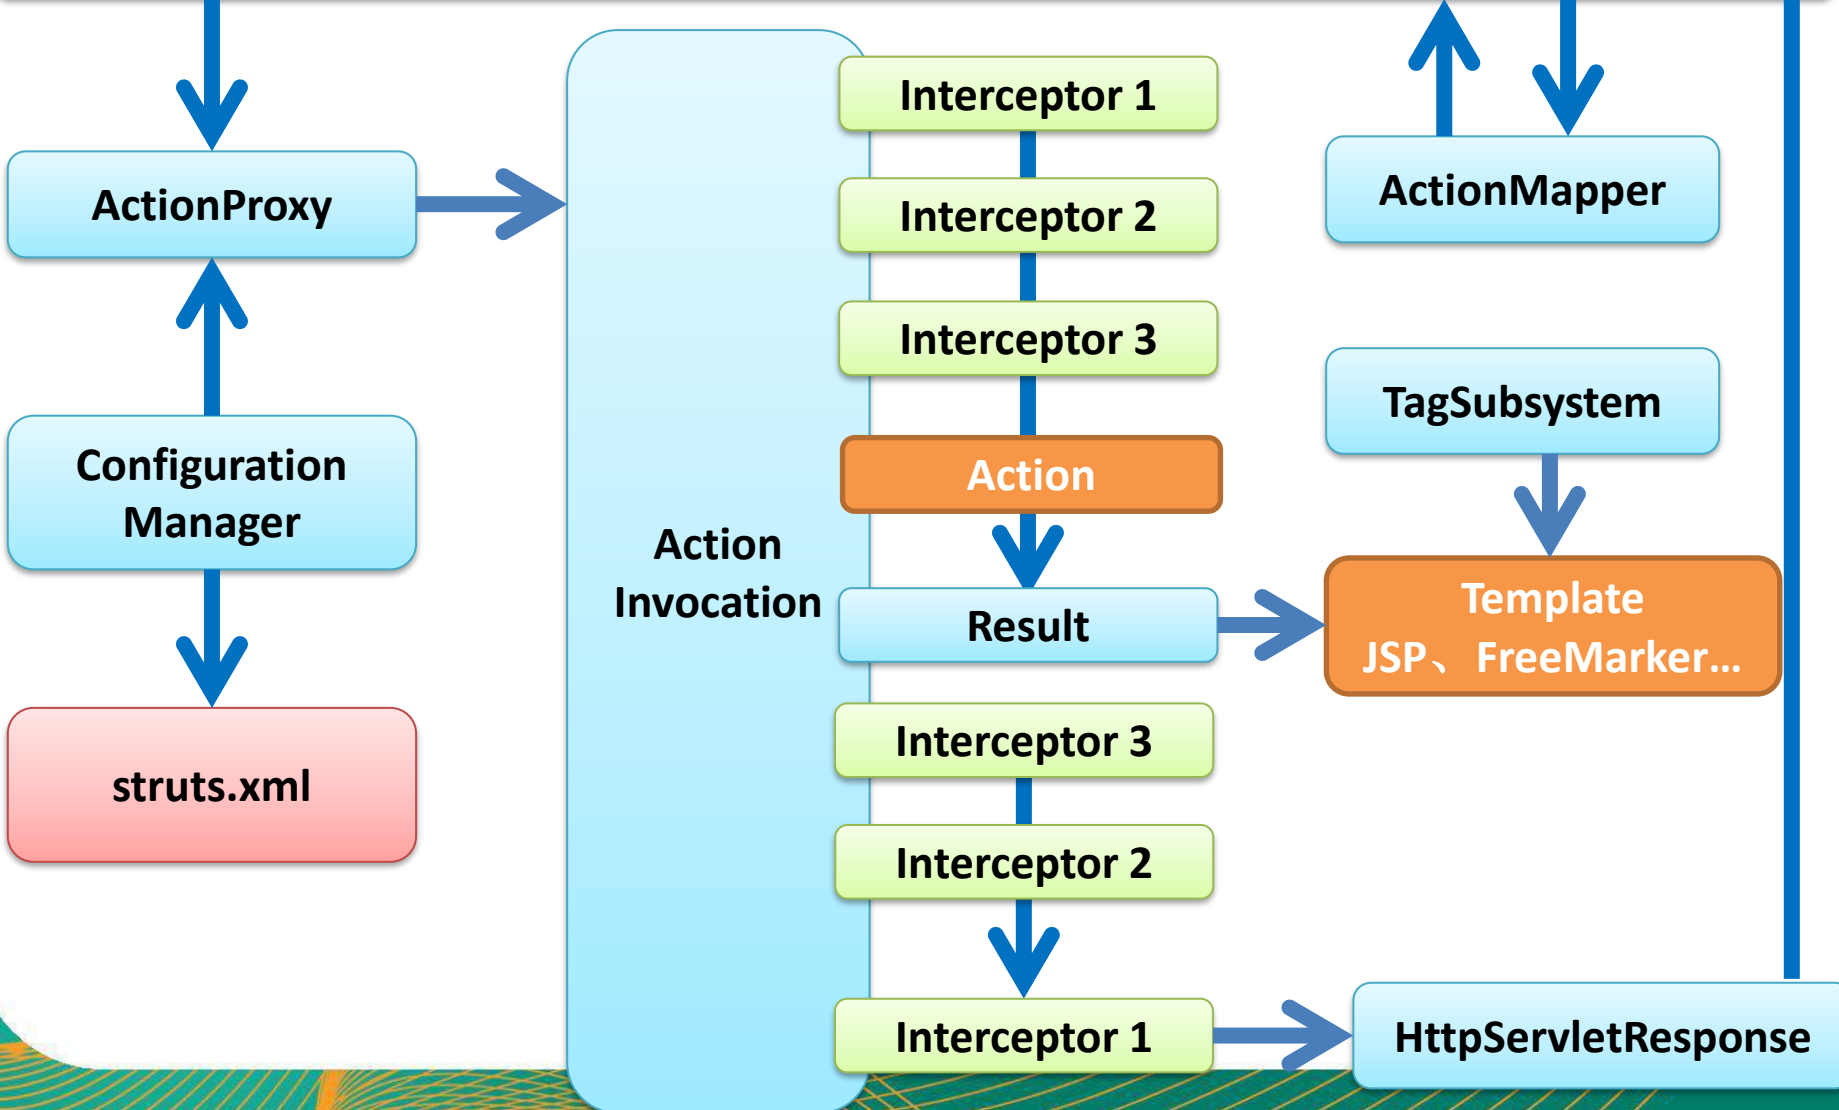 ActionProxy
Configuration
Manager
struts.xml
Action
Invocation
Interceptor 1
Interceptor 2
Interceptor 3
Action
Result
Interceptor 3
Interceptor 2
Interceptor 1
ActionMapper
TagSubsystem
Template
JSP、FreeMarker...
HttpServletResponse